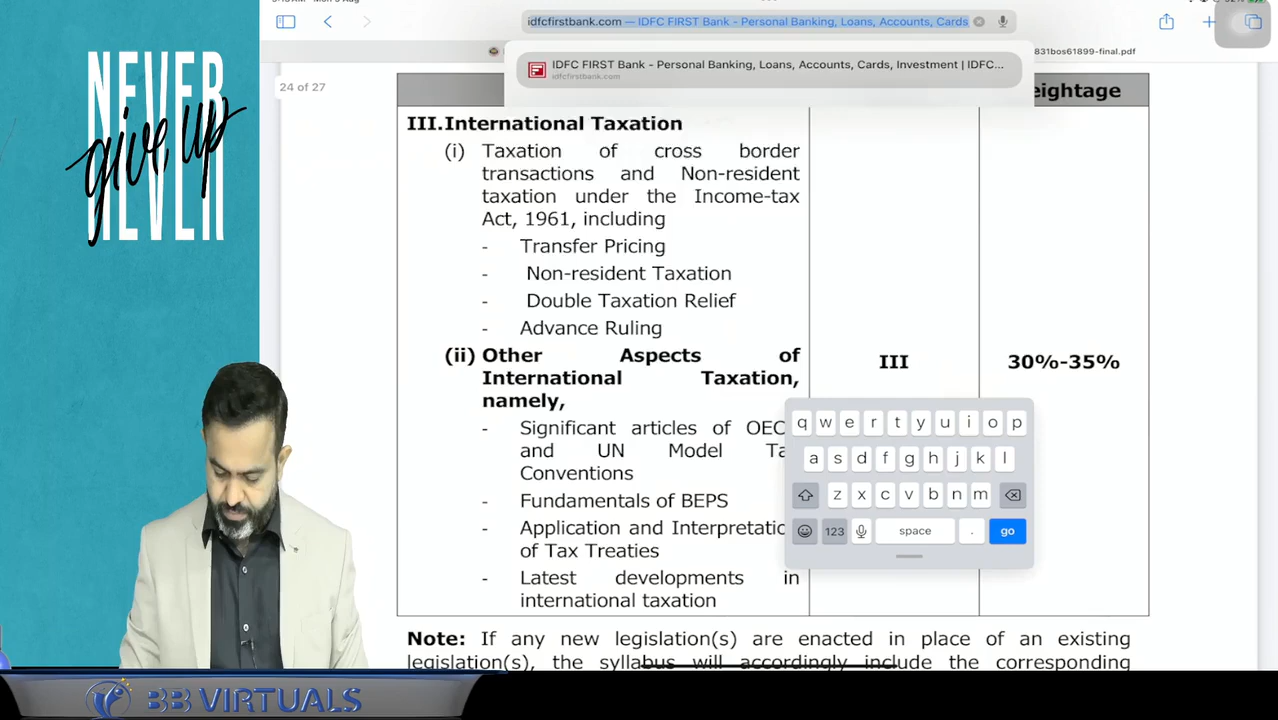 NEVER
give up
NEVER
idfcfirstbank.com — IDFC FIRST Bank - Personal Banking, Loans, Accounts, Cards
IDFC FIRST Bank - Personal Banking, Loans, Accounts, Cards, Investment | IDFC...
idfcfirstbank.com
831bos61899-final.pdf
24 of 27
eightage
III. International Taxation
(i) Taxation of cross border
transactions and Non-resident
taxation under the Income-tax
Act, 1961, including
- Transfer Pricing
- Non-resident Taxation
- Double Taxation Relief
- Advance Ruling
(ii) Other Aspects of
International Taxation,
namely,
III
30%-35%
- Significant articles of OEC
and UN Model Ta
Conventions
- Fundamentals of BEPS
- Application and Interpretatio
of Tax Treaties
- Latest developments in
international taxation
q w e r t y u i o p
a s d f g h j k l
z x c v b n m
123 space . go
Note: If any new legislation(s) are enacted in place of an existing
legislation(s), the syllabus will accordingly include the corresponding
BB VIRTUALS